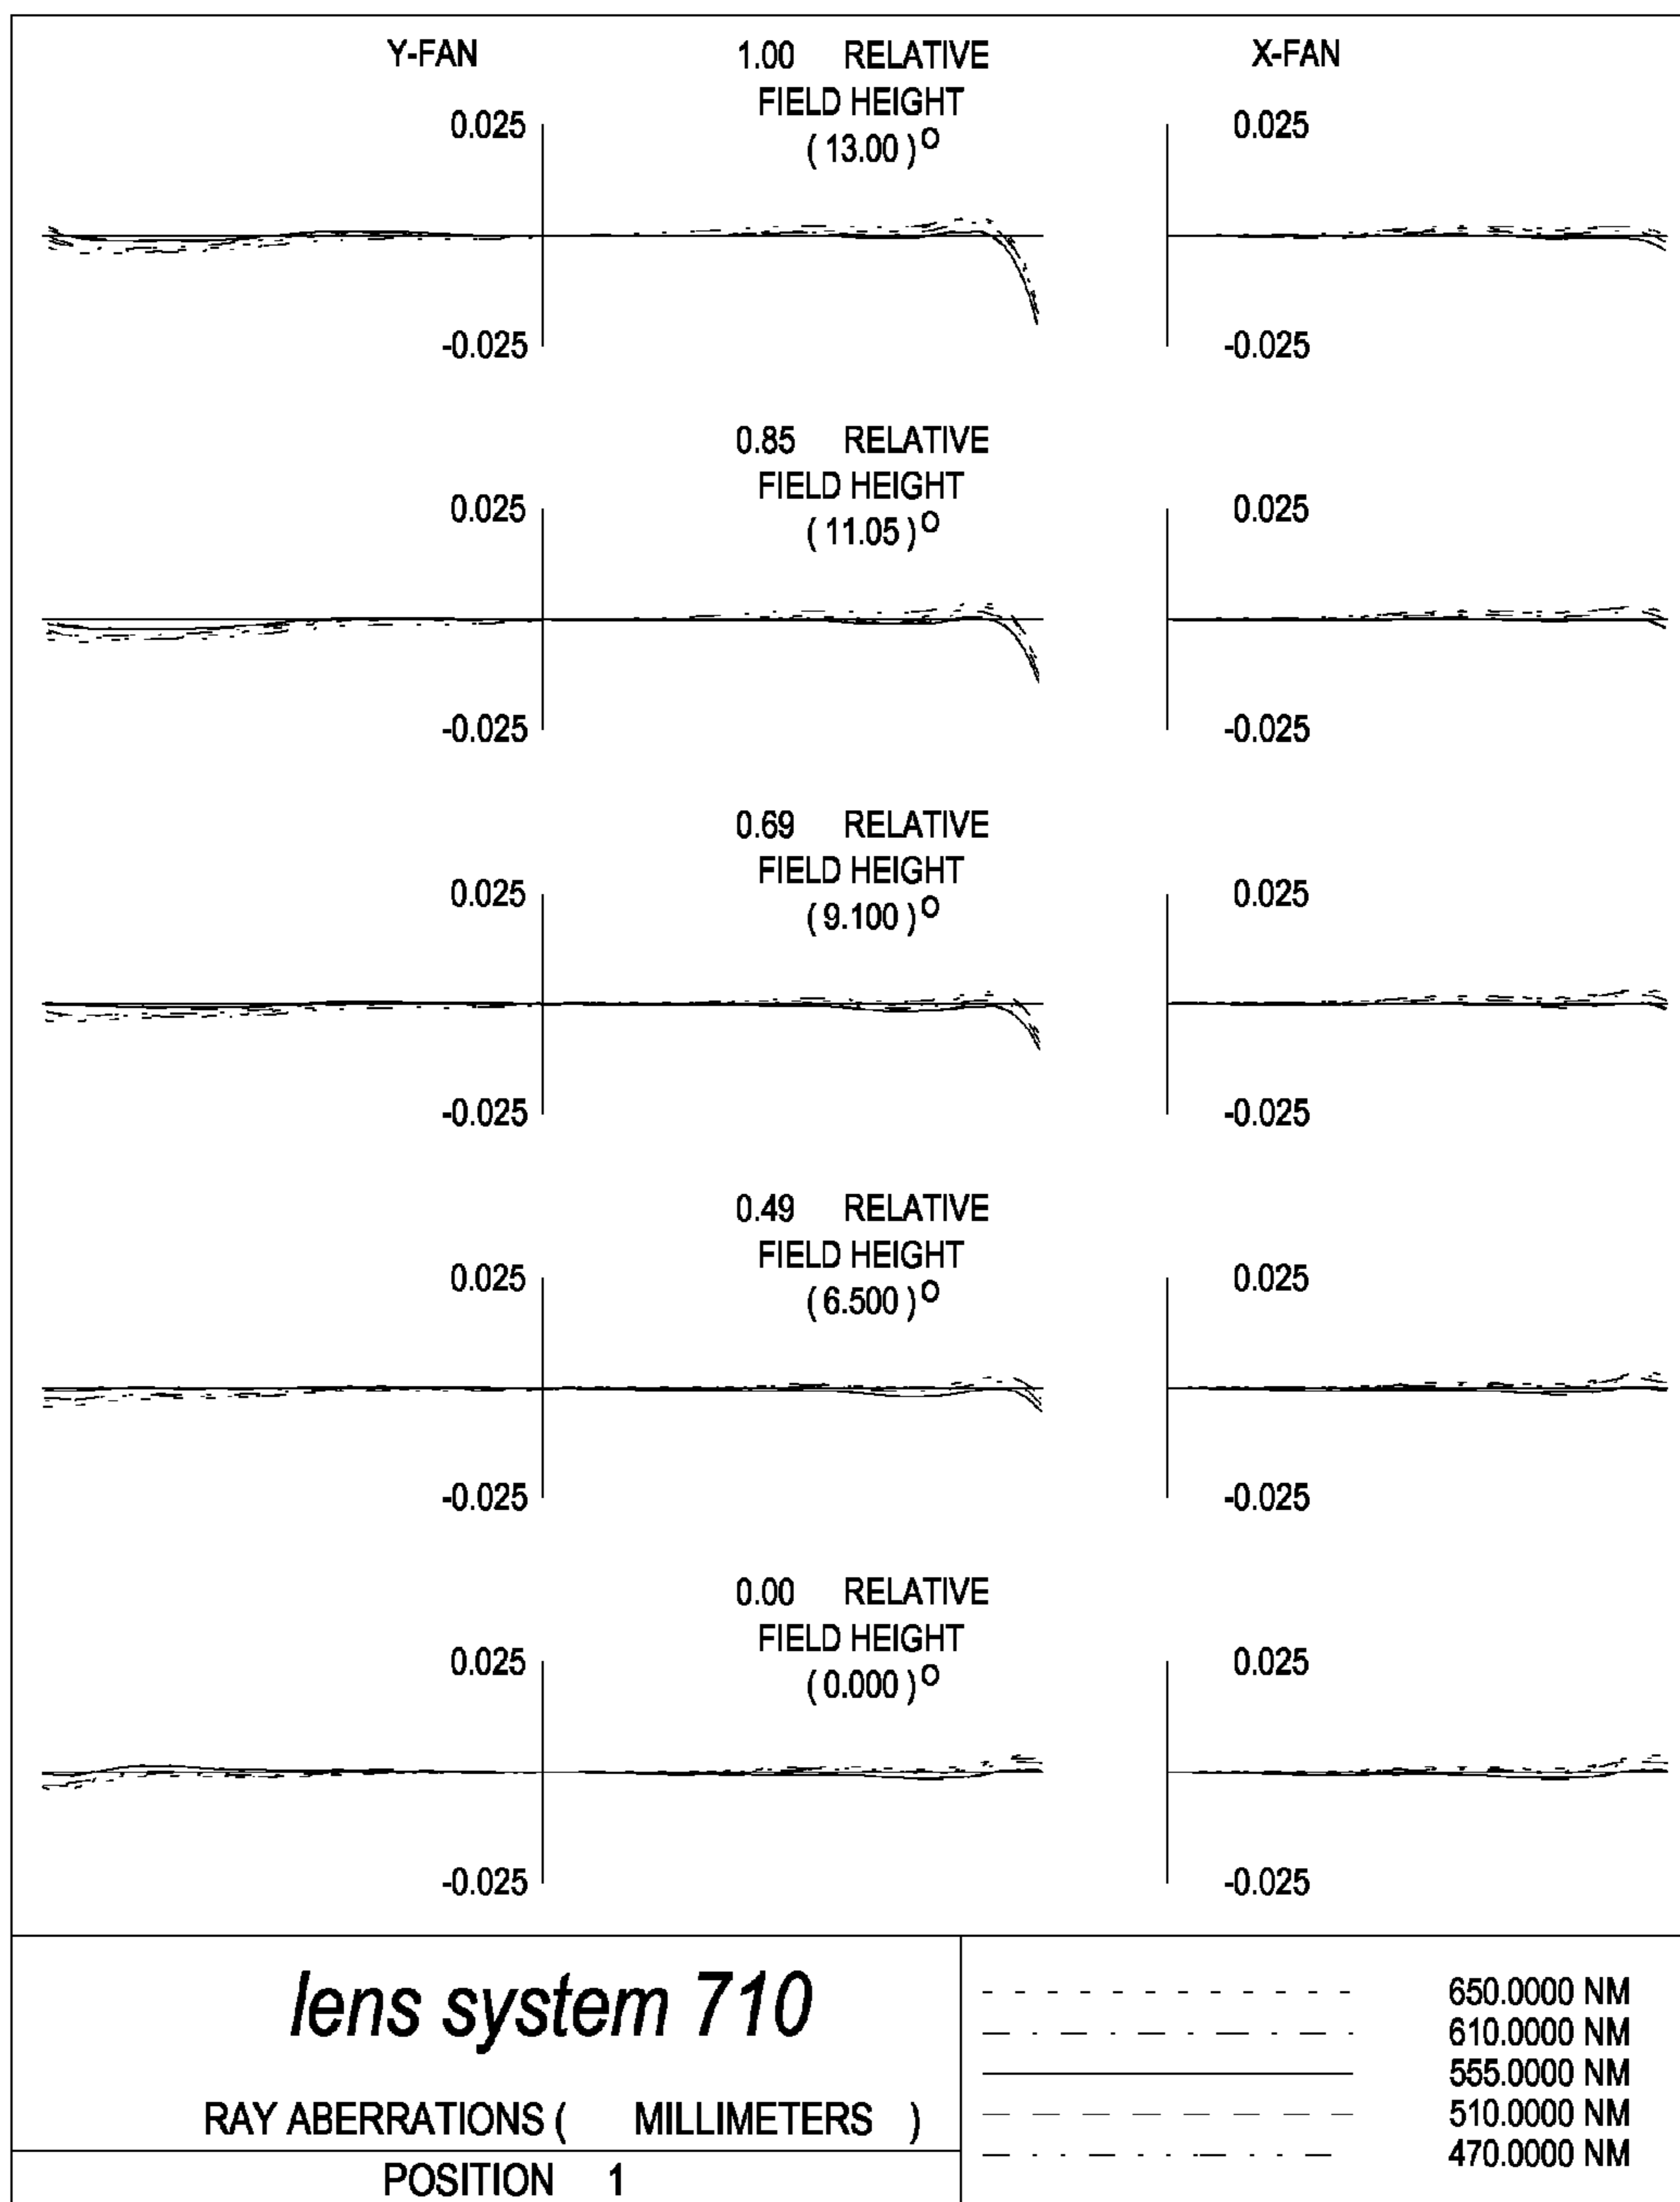 Y-FAN 1.00 RELATIVE X-FAN
FIELD HEIGHT
0.025 ( 13.00 )O 0.025
-0.025 -0.025
0.85 RELATIVE
FIELD HEIGHT
0.025 ( 11.05 )O 0.025
-0.025 -0.025
0.69 RELATIVE
FIELD HEIGHT
0.025 ( 9.100 )O 0.025
-0.025 -0.025
0.49 RELATIVE
FIELD HEIGHT
0.025 ( 6.500 )O 0.025
-0.025 -0.025
0.00 RELATIVE
FIELD HEIGHT
0.025 ( 0.000 )O 0.025
-0.025 -0.025
lens system 710
RAY ABERRATIONS ( MILLIMETERS )
POSITION 1
650.0000 NM
610.0000 NM
555.0000 NM
510.0000 NM
470.0000 NM